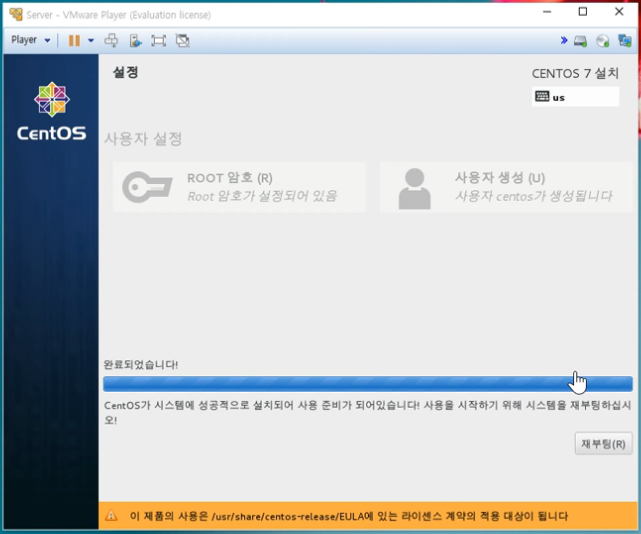 Server - VMware Player (Evaluation license)
Player
설정
CENTOS 7 설치
us
CentOS
사용자 설정
ROOT 암호 (R)
Root 암호가 설정되어 있음
사용자 생성 (U)
사용자 centos가 생성됩니다
완료되었습니다!
CentOS가 시스템에 성공적으로 설치되어 사용 준비가 되어있습니다! 사용을 시작하기 위해 시스템을 재부팅하십시
오!
재부팅(R)
이 제품의 사용은 /usr/share/centos-release/EULA에 있는 라이센스 계약의 적용 대상이 됩니다